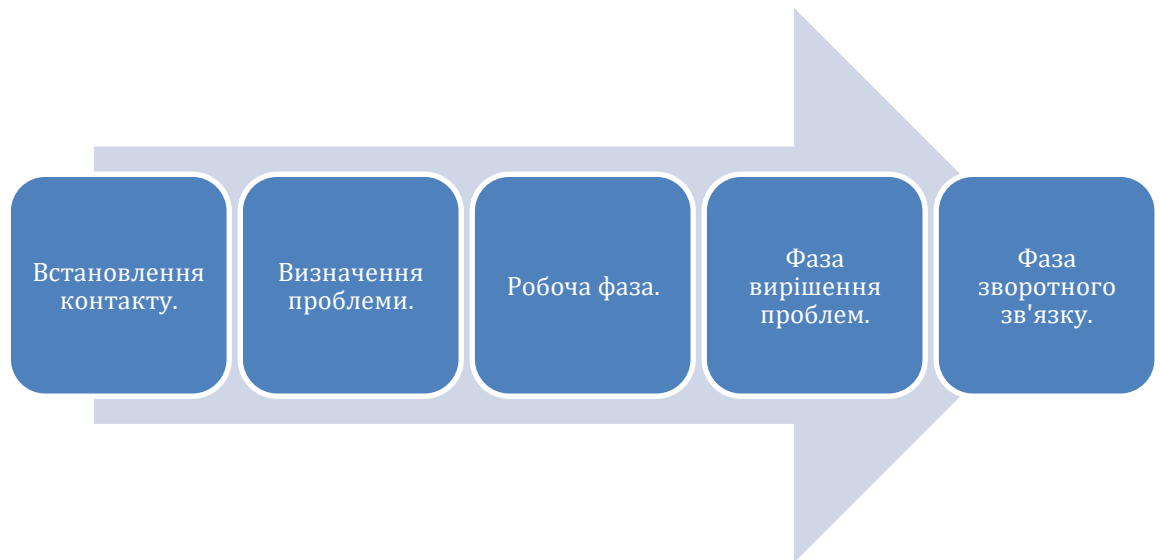 Встановлення
контакту.
Визначення
проблеми.
Робоча фаза.
Фаза
вирішення
проблем.
Фаза
зворотного
зв'язку.